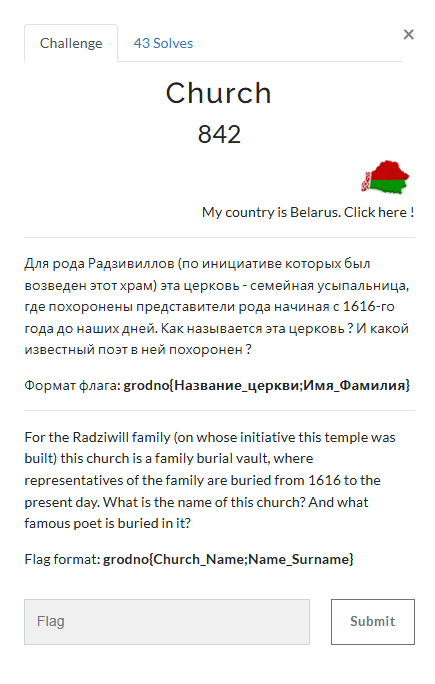 Challenge
43 Solves
×
Church
842
My country is Belarus. Click here !
Для рода Радзивиллов (по инициативе которых был
возведен этот храм) эта церковь - семейная усыпальница,
где похоронены представители рода начиная с 1616-го
года до наших дней. Как называется эта церковь ? И какой
известный поэт в ней похоронен ?
Формат флага: grodno{Название_церкви;Имя_Фамилия}
For the Radziwill family (on whose initiative this temple was
built) this church is a family burial vault, where
representatives of the family are buried from 1616 to the
present day. What is the name of this church? And what
famous poet is buried in it?
Flag format: grodno{Church_Name;Name_Surname}
Flag
Submit